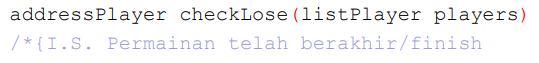 addressPlayer checkLose(listPlayer players)
/*{I.S. Permainan telah berakhir/finish